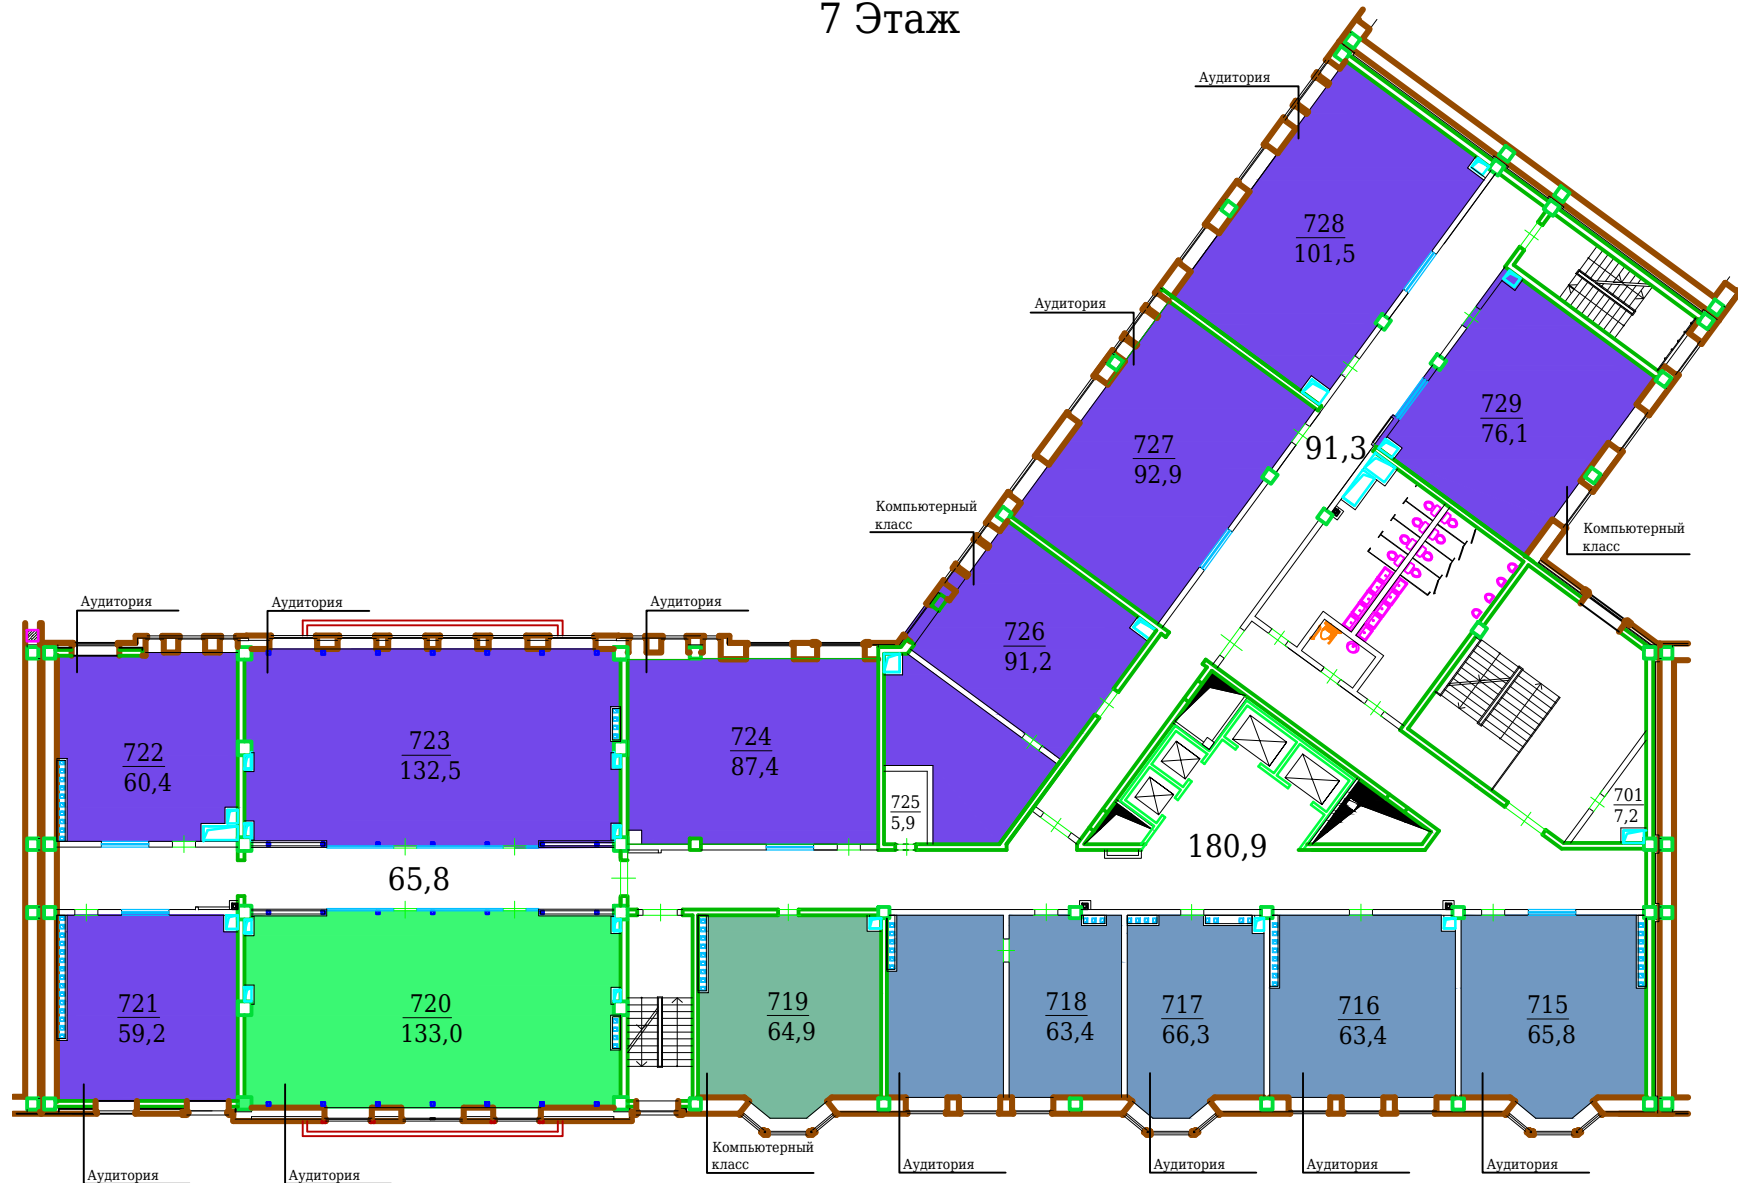 7 Этаж
Аудитория
728
101,5
Аудитория
729
76,1
727
92,9
91,3
Компьютерный
класс
Компьютерный
класс
Аудитория
Аудитория
Аудитория
726
91,2
722
60,4
723
132,5
724
87,4
725
5,9
701
7,2
180,9
65,8
721
59,2
720
133,0
719
64,9
718
63,4
717
66,3
716
63,4
715
65,8
Компьютерный
класс
Аудитория
Аудитория
Аудитория
Аудитория
Аудитория
Аудитория